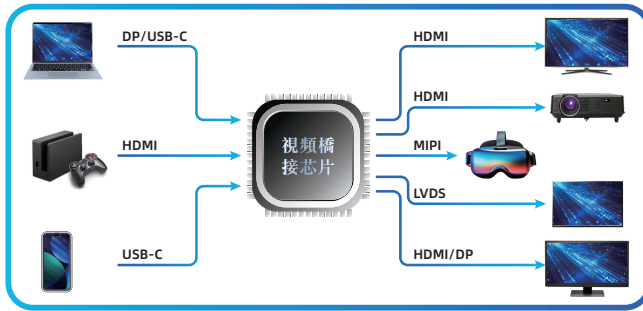 DP/USB-C
HDMI
USB-C
視頻橋
接芯片
HDMI
HDMI
MIPI
LVDS
HDMI/DP